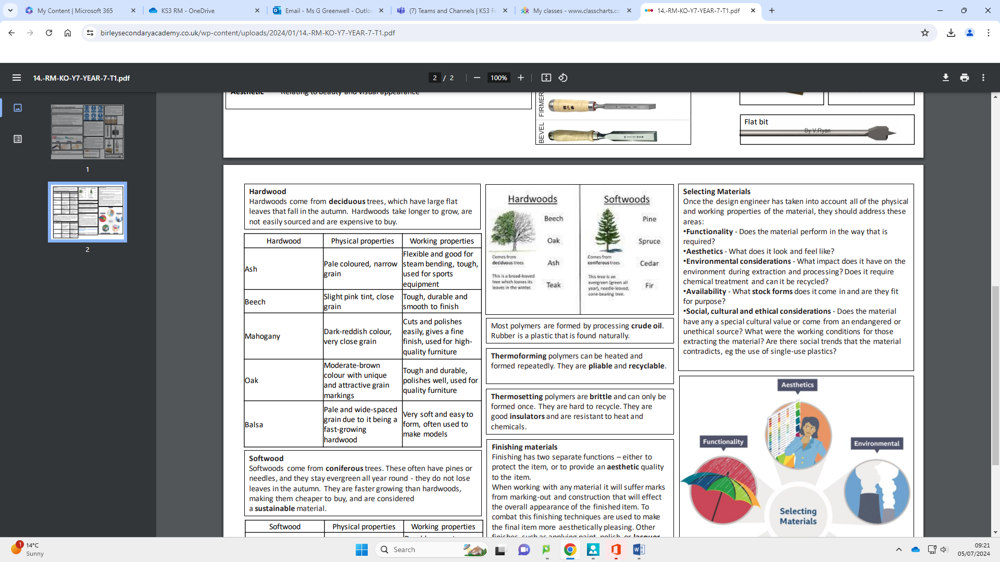 My Content | Microsoft 365
KS3 RM - OneDrive
Email - Ms G Greenwell - Outlo
(7) Teams and Channels | KS3 Fo
My classes - www.classcharts.co
14.-RM-KO-Y7-YEAR-7-T1.pdf
birleysecondaryacademy.co.uk/wp-content/uploads/2024/01/14.-RM-KO-Y7-YEAR-7-T1.pdf
14.-RM-KO-Y7-YEAR-7-T1.pdf
2 / 2
100%
1
2
Aesthetic Relating to beauty and visual appearance
FIRMER
BEVEL
Flat bit
By V.Ryan
Hardwood
Hardwoods come from deciduous trees, which have large flat
leaves that fall in the autumn. Hardwoods take longer to grow, are
not easily sourced and are expensive to buy.
Hardwood Physical properties Working properties
Ash
Pale coloured, narrow
grain
Flexible and good for
steam bending, tough,
used for sports
equipment
Beech
Slight pink tint, close
grain
Tough, durable and
smooth to finish
Mahogany
Dark-reddish colour,
very close grain
Cuts and polishes
easily, gives a fine
finish, used for high-
quality furniture
Oak
Moderate-brown
colour with unique
and attractive grain
markings
Tough and durable,
polishes well, used for
quality furniture
Balsa
Pale and wide-spaced
grain due to it being a
fast-growing
hardwood
Very soft and easy to
form, often used to
make models
Softwood
Softwoods come from coniferous trees. These often have pines or
needles, and they stay evergreen all year round - they do not lose
leaves in the autumn. They are faster growing than hardwoods,
making them cheaper to buy, and are considered
a sustainable material.
Softwood Physical properties Working properties
Hardwoods
Beech
Oak
Ash
Teak
Comes from
deciduous trees
This is a broad-leaved
tree which looses its
leaves in the winter.
Softwoods
Pine
Spruce
Cedar
Fir
Comes from
coniferous trees
This tree is an
evergreen (green all
year), needle-leaved,
cone-bearing tree.
Most polymers are formed by processing crude oil.
Rubber is a plastic that is found naturally.
Thermoforming polymers can be heated and
formed repeatedly. They are pliable and recyclable.
Thermosetting polymers are brittle and can only be
formed once. They are hard to recycle. They are
good insulators and are resistant to heat and
chemicals.
Finishing materials
Finishing has two separate functions – either to
protect the item, or to provide an aesthetic quality
to the item.
When working with any material it will suffer marks
from marking-out and construction that will effect
the overall appearance of the finished item. To
combat this finishing techniques are used to make
the final item more aesthetically pleasing. Other
finishes, such as applying paint, polish or lacquer
Selecting Materials
Once the design engineer has taken into account all of the physical
and working properties of the material, they should address these
areas:
•Functionality - Does the material perform in the way that is
required?
•Aesthetics - What does it look and feel like?
•Environmental considerations - What impact does it have on the
environment during extraction and processing? Does it require
chemical treatment and can it be recycled?
•Availability - What stock forms does it come in and are they fit
for purpose?
•Social, cultural and ethical considerations - Does the material
have any a special cultural value or come from an endangered or
unethical source? What were the working conditions for those
extracting the material? Are there social trends that the material
contradicts, eg the use of single-use plastics?
Aesthetics
Functionality
Environmental
Selecting
Materials
1
14°C
Sunny
Search
09:21
05/07/2024